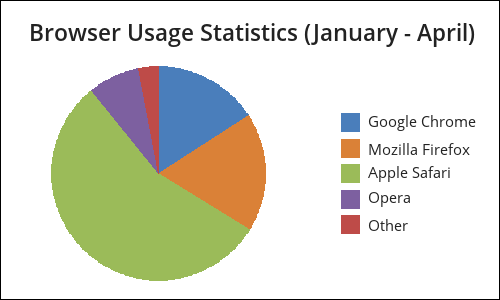 Browser Usage Statistics (January - April)
Google Chrome
Mozilla Firefox
Apple Safari
Opera
Other